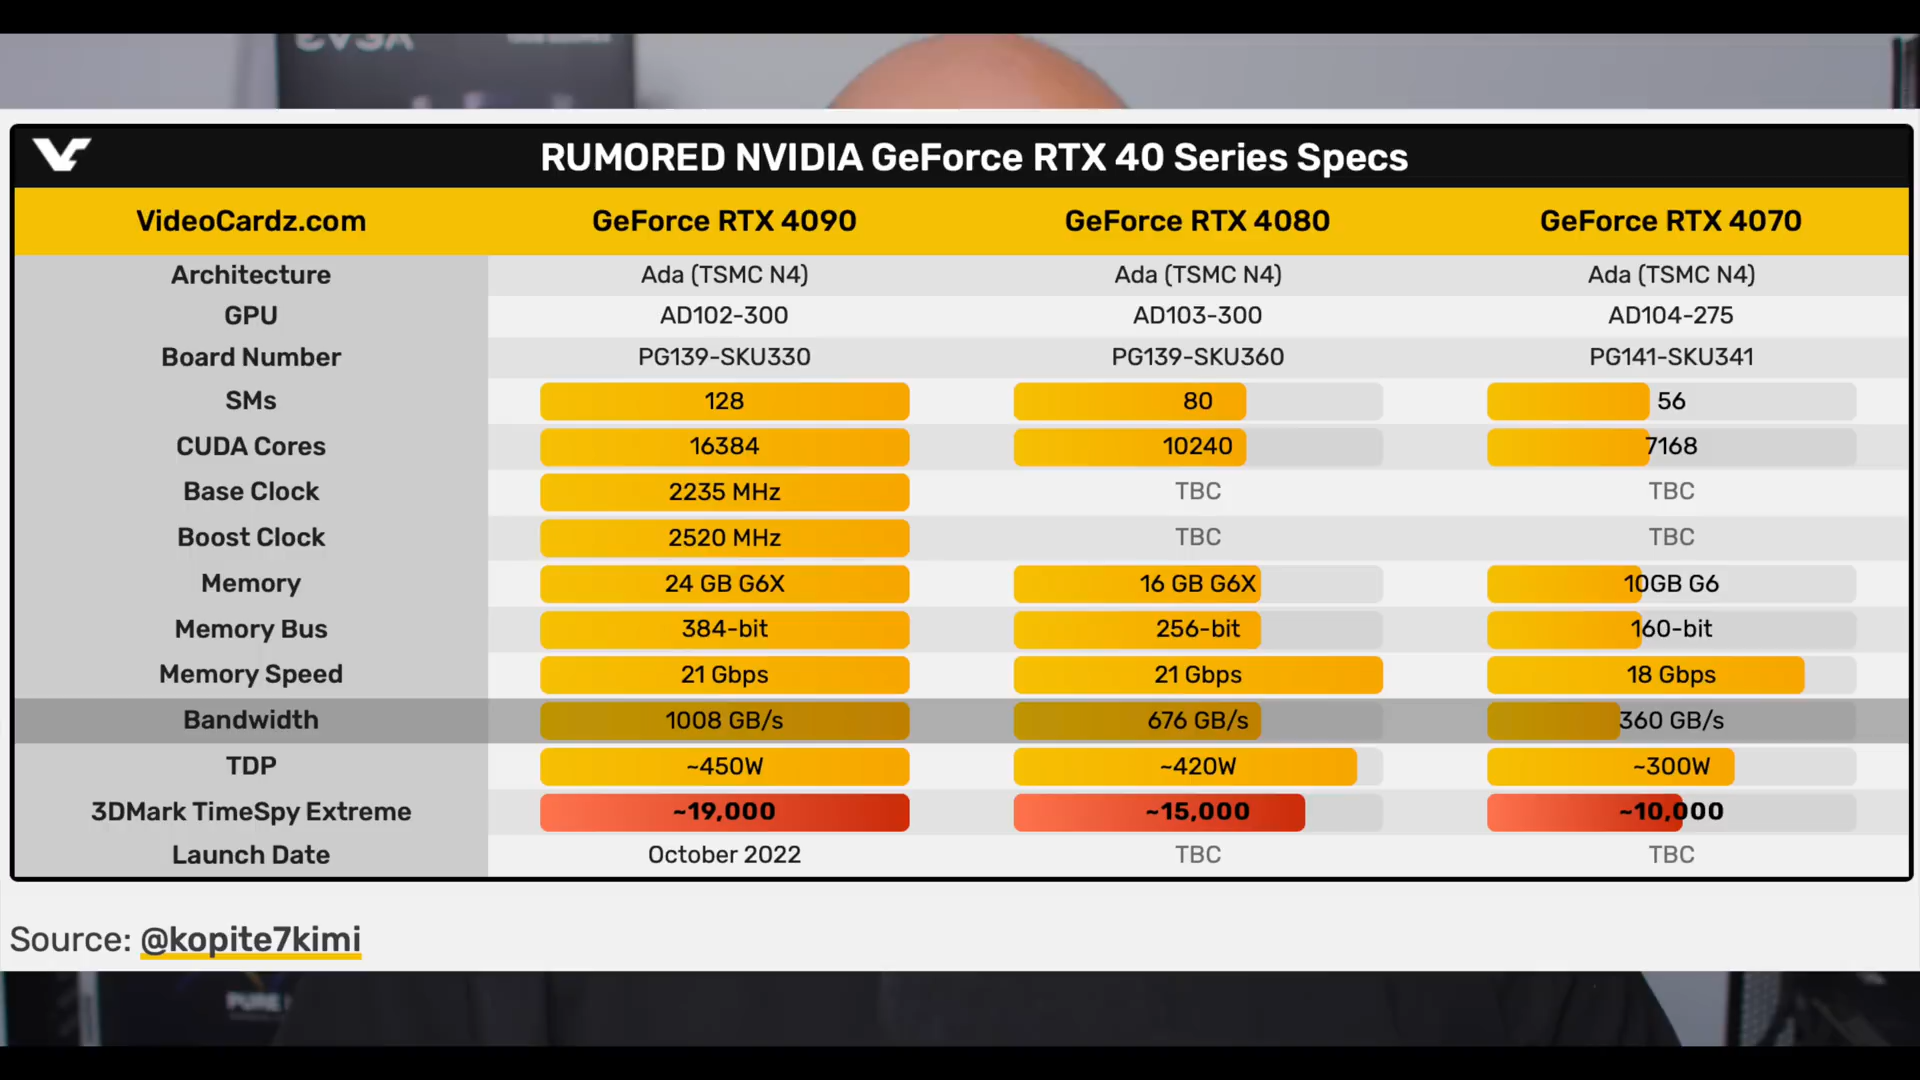 EVGA
RUMORED NVIDIA GeForce RTX 40 Series Specs
VideoCardz.com GeForce RTX 4090 GeForce RTX 4080 GeForce RTX 4070
Architecture Ada (TSMC N4) Ada (TSMC N4) Ada (TSMC N4)
GPU AD102-300 AD103-300 AD104-275
Board Number PG139-SKU330 PG139-SKU360 PG141-SKU341
SMs 128 80 56
CUDA Cores 16384 10240 7168
Base Clock 2235 MHz TBC TBC
Boost Clock 2520 MHz TBC TBC
Memory 24 GB G6X 16 GB G6X 10GB G6
Memory Bus 384-bit 256-bit 160-bit
Memory Speed 21 Gbps 21 Gbps 18 Gbps
Bandwidth 1008 GB/s 676 GB/s 360 GB/s
TDP ~450W ~420W ~300W
3DMark TimeSpy Extreme ~19,000 ~15,000 ~10,000
Launch Date October 2022 TBC TBC
Source: @kopite7kimi
PURE